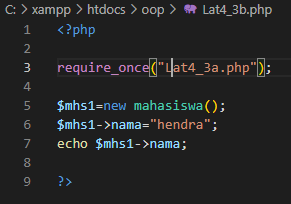 C: > xampp > htdocs > oop > Lat4_3b.php
1 <?php
2
3 require_once("Lat4_3a.php");
4
5 $mhs1=new mahasiswa();
6 $mhs1->nama="hendra";
7 echo $mhs1->nama;
8
9 ?>